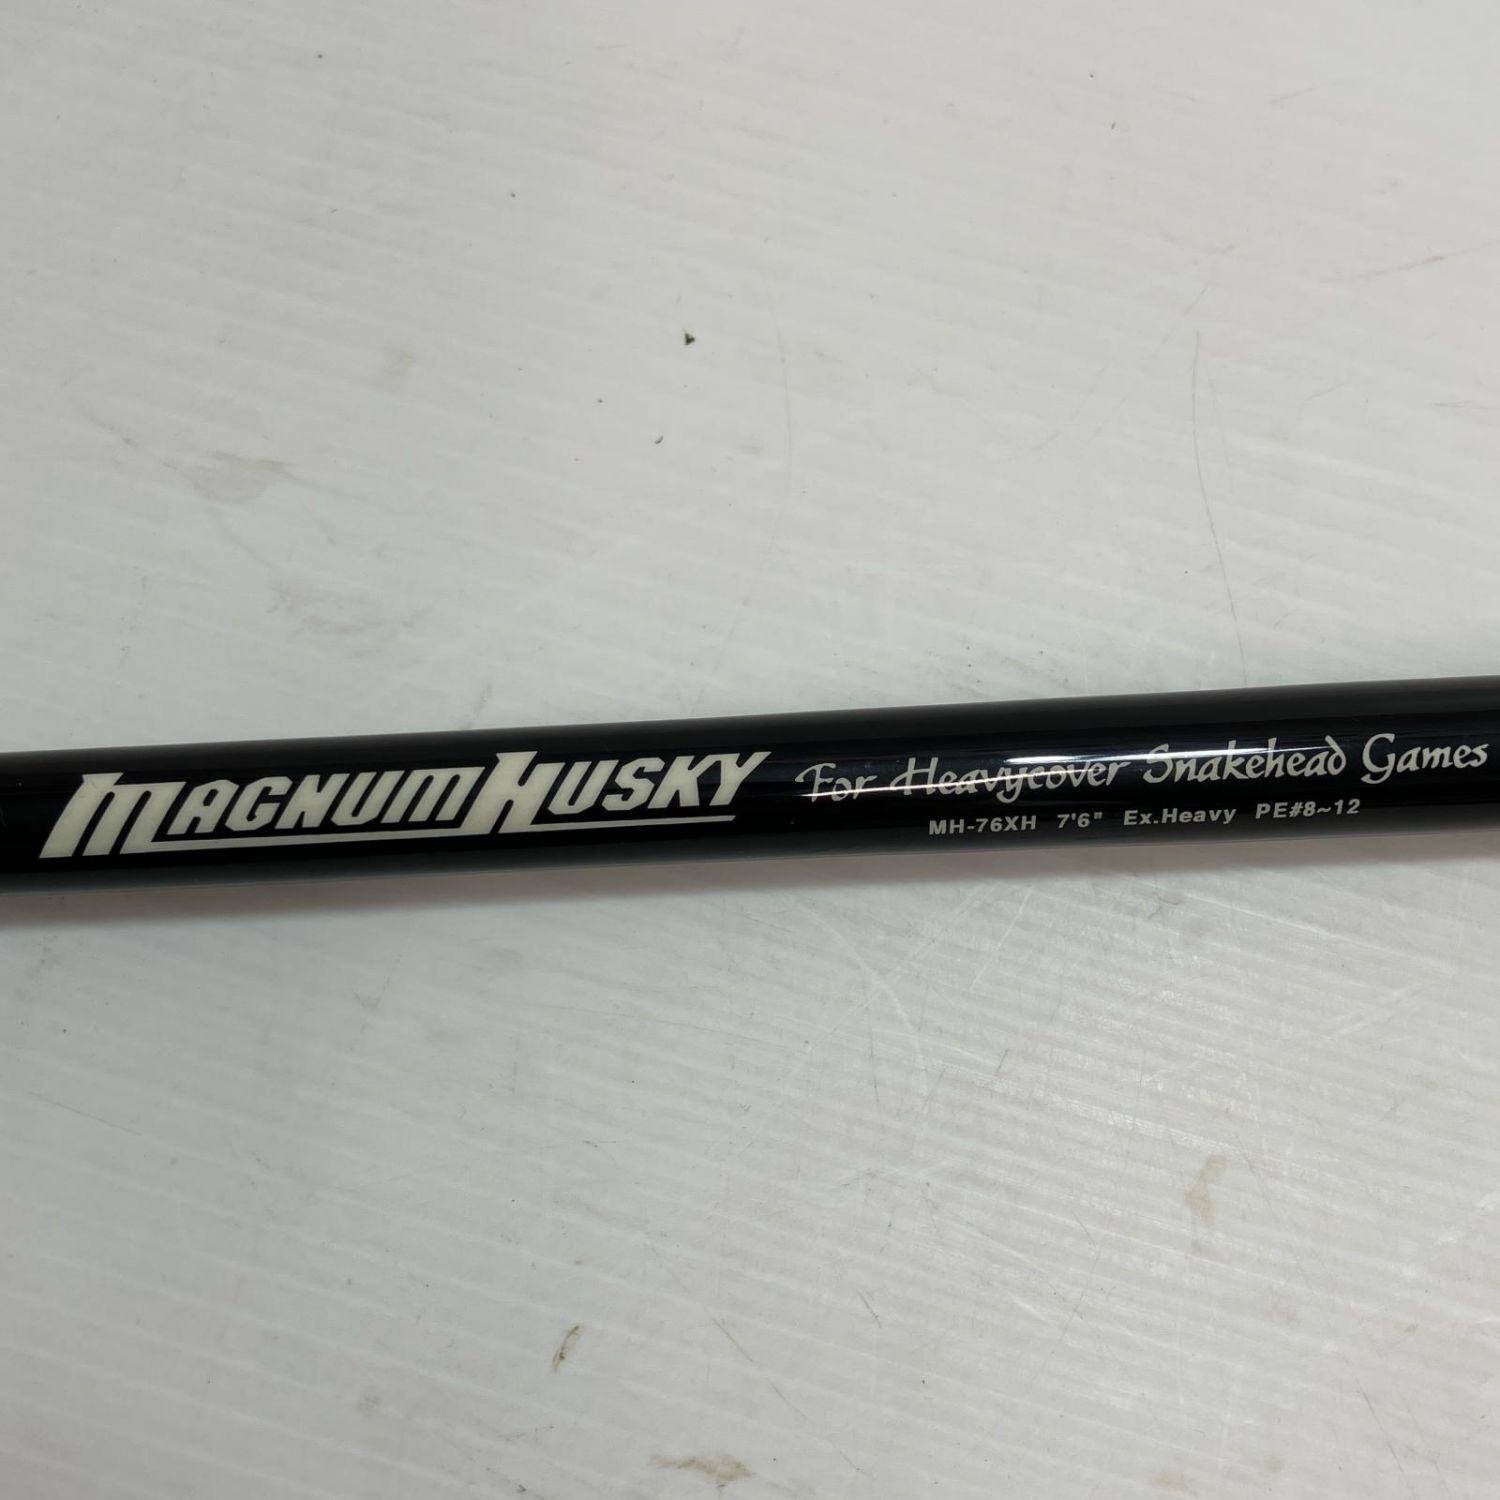 MAGNUM HUSKY For Heavycover Snakehead Games
MH-76XH 7'6" Ex.Heavy PE#8~12